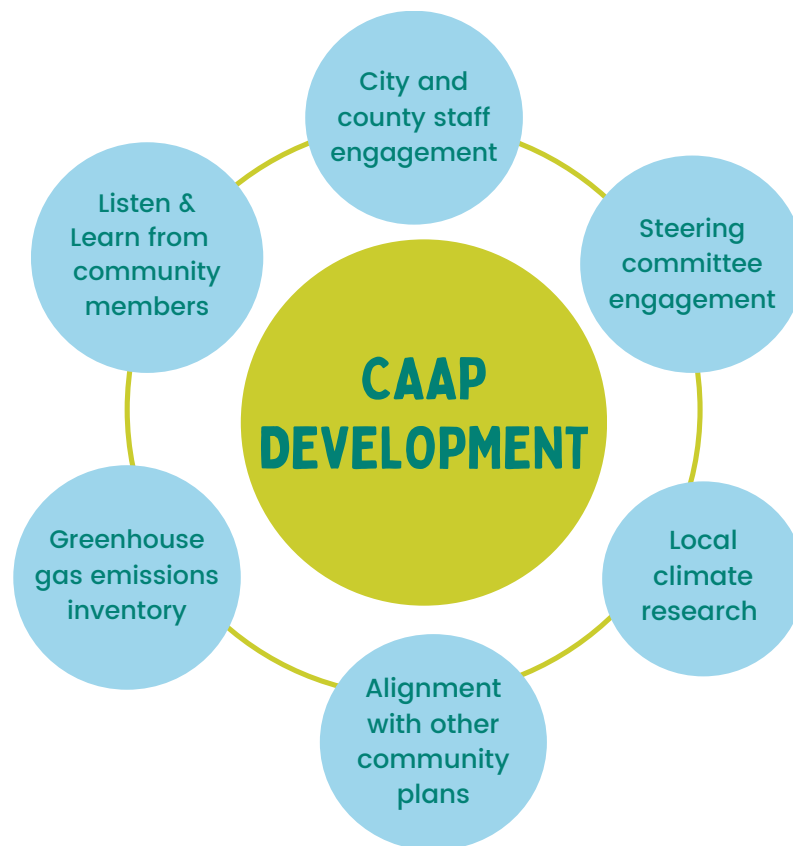 City and
county staff
engagement
Steering
committee
engagement
Local
climate
research
Alignment
with other
community
plans
Greenhouse
gas emissions
inventory
Listen &
Learn from
community
members
CAAP
DEVELOPMENT